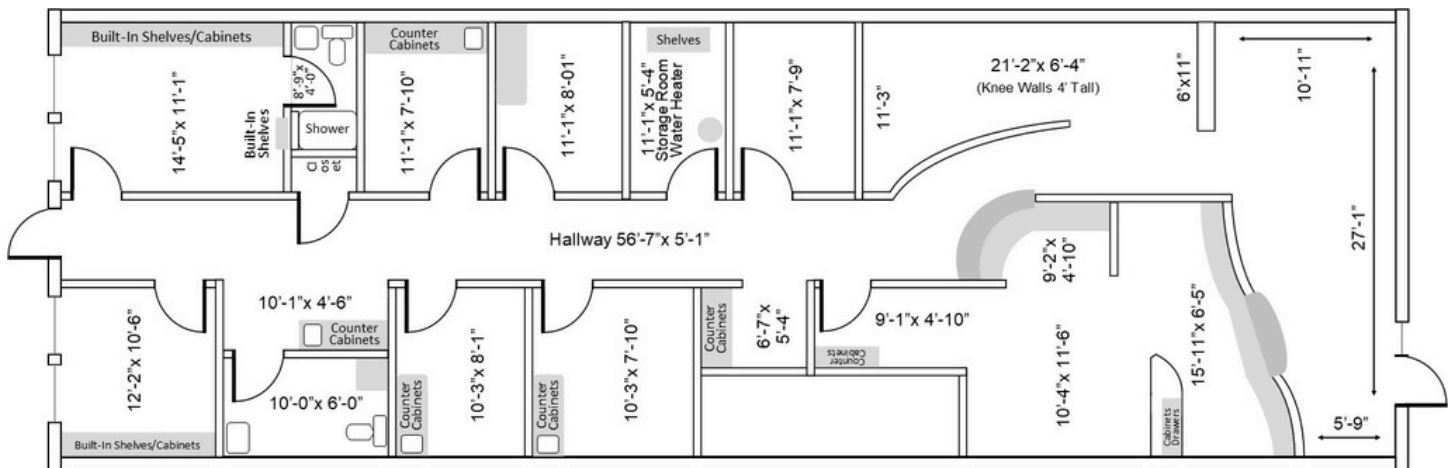 Built-In Shelves/Cabinets
14'-5"x 11'-1"
8'-9"x
4'-0"
Built-In
Shelves
Shower
Clos
et
Counter
Cabinets
11'-1"x 7'-10"
11'-1"x 8'-01"
Shelves
11'-1"x 5'-4"
Storage Room
Water Heater
11'-1"x 7'-9"
11'-3"
21'-2"x 6'-4"
(Knee Walls 4' Tall)
6'x11"
10'-11"
27'-1"
Hallway 56'-7"x 5'-1"
12'-2"x 10'-6"
Built-In Shelves/Cabinets
10'-1"x 4'-6"
Counter
Cabinets
10'-0"x 6'-0"
Counter
Cabinets
10'-3"x 8'-1"
Counter
Cabinets
10'-3"x 7'-10"
Counter
Cabinets
6'-7"x
5'-4"
9'-1"x 4'-10"
Counter
Cabinets
9'-2"x
4'-10"
10'-4"x 11'-6"
Cabinets
Drawers
15'-11"x 6'-5"
5'-9"